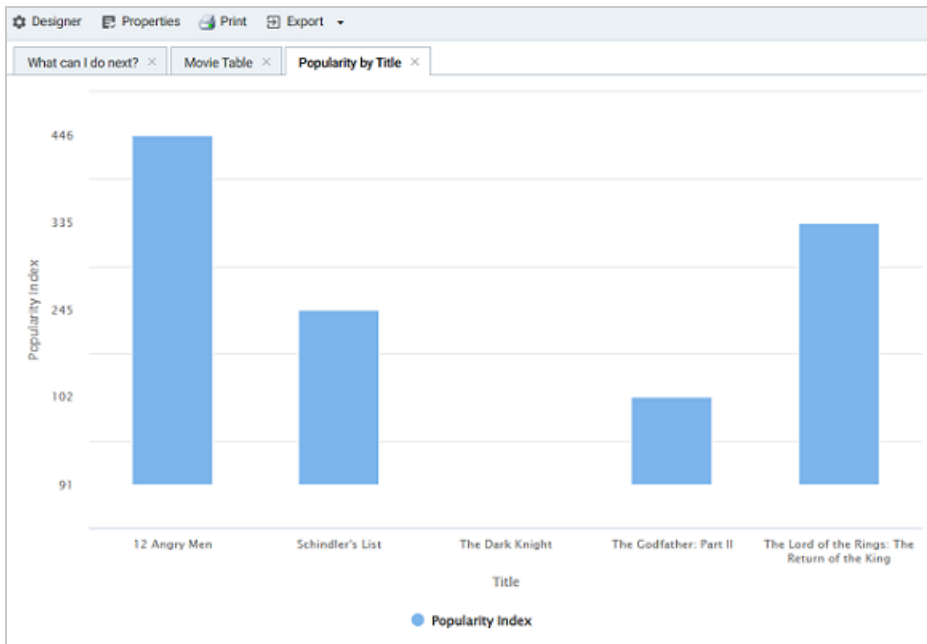 Designer Properties Print Export
What can I do next? × Movie Table × Popularity by Title ×
446
335
245
102
91
Popularity Index
12 Angry Men Schindler's List The Dark Knight The Godfather: Part II The Lord of the Rings: The
Return of the King
Title
Popularity Index